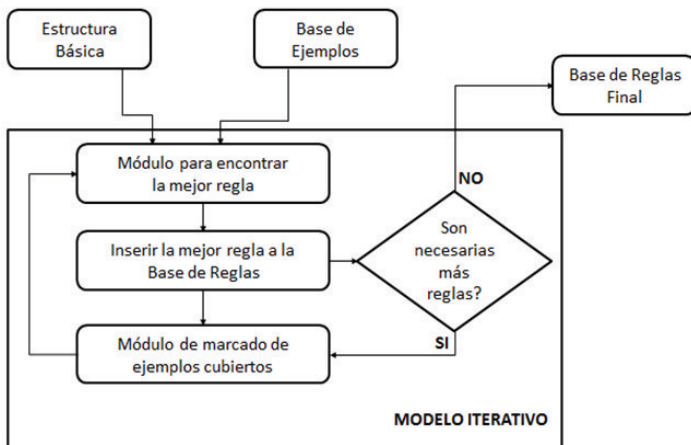 Estructura
Básica
Base de
Ejemplos
Base de Reglas
Final
Módulo para encontrar
la mejor regla
NO
Son
necesarias
más
reglas?
Inserir la mejor regla a la
Base de Reglas
SI
Módulo de marcado de
ejemplos cubiertos
MODELO ITERATIVO